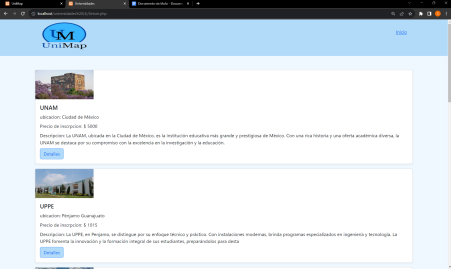 UniMap
Universidades
Documento sin título - Docum
localhost/
UM
UniMap
Inicio
UNAM
ubicacion: Ciudad de México
Precio de inscripcion: $ 5000
Descripcion: La UNAM, ubicada en la Ciudad de México, es la institución educativa más grande y prestigiosa de México. Con una rica historia y una oferta académica diversa, la
UNAM se destaca por su compromiso con la excelencia en la investigación y la educación.
Detalles
UPPE
ubicacion: Penjamo Guanajuato
Precio de inscripcion: $ 1015
Descripcion: La UPPE, en Penjamo, se distingue por su enfoque técnico y práctico. Con instalaciones modernas, brinda programas especializados en ingeniería y tecnología. La
UPPE fomenta la innovación y la formación integral de sus estudiantes, preparándolos para desta
Detalles